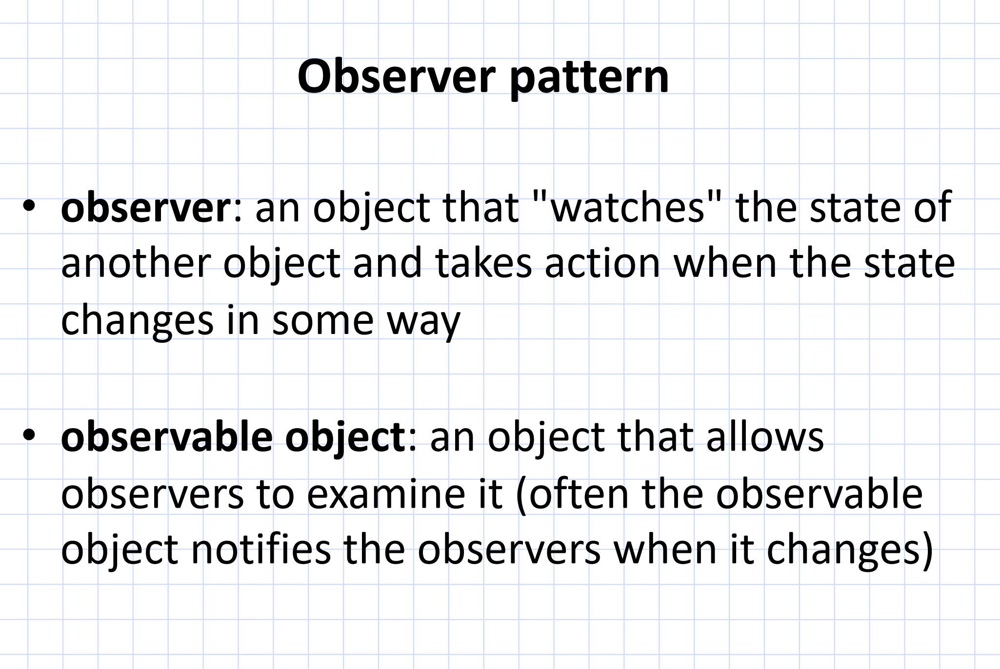 Observer pattern
• observer: an object that "watches" the state of
another object and takes action when the state
changes in some way
• observable object: an object that allows
observers to examine it (often the observable
object notifies the observers when it changes)